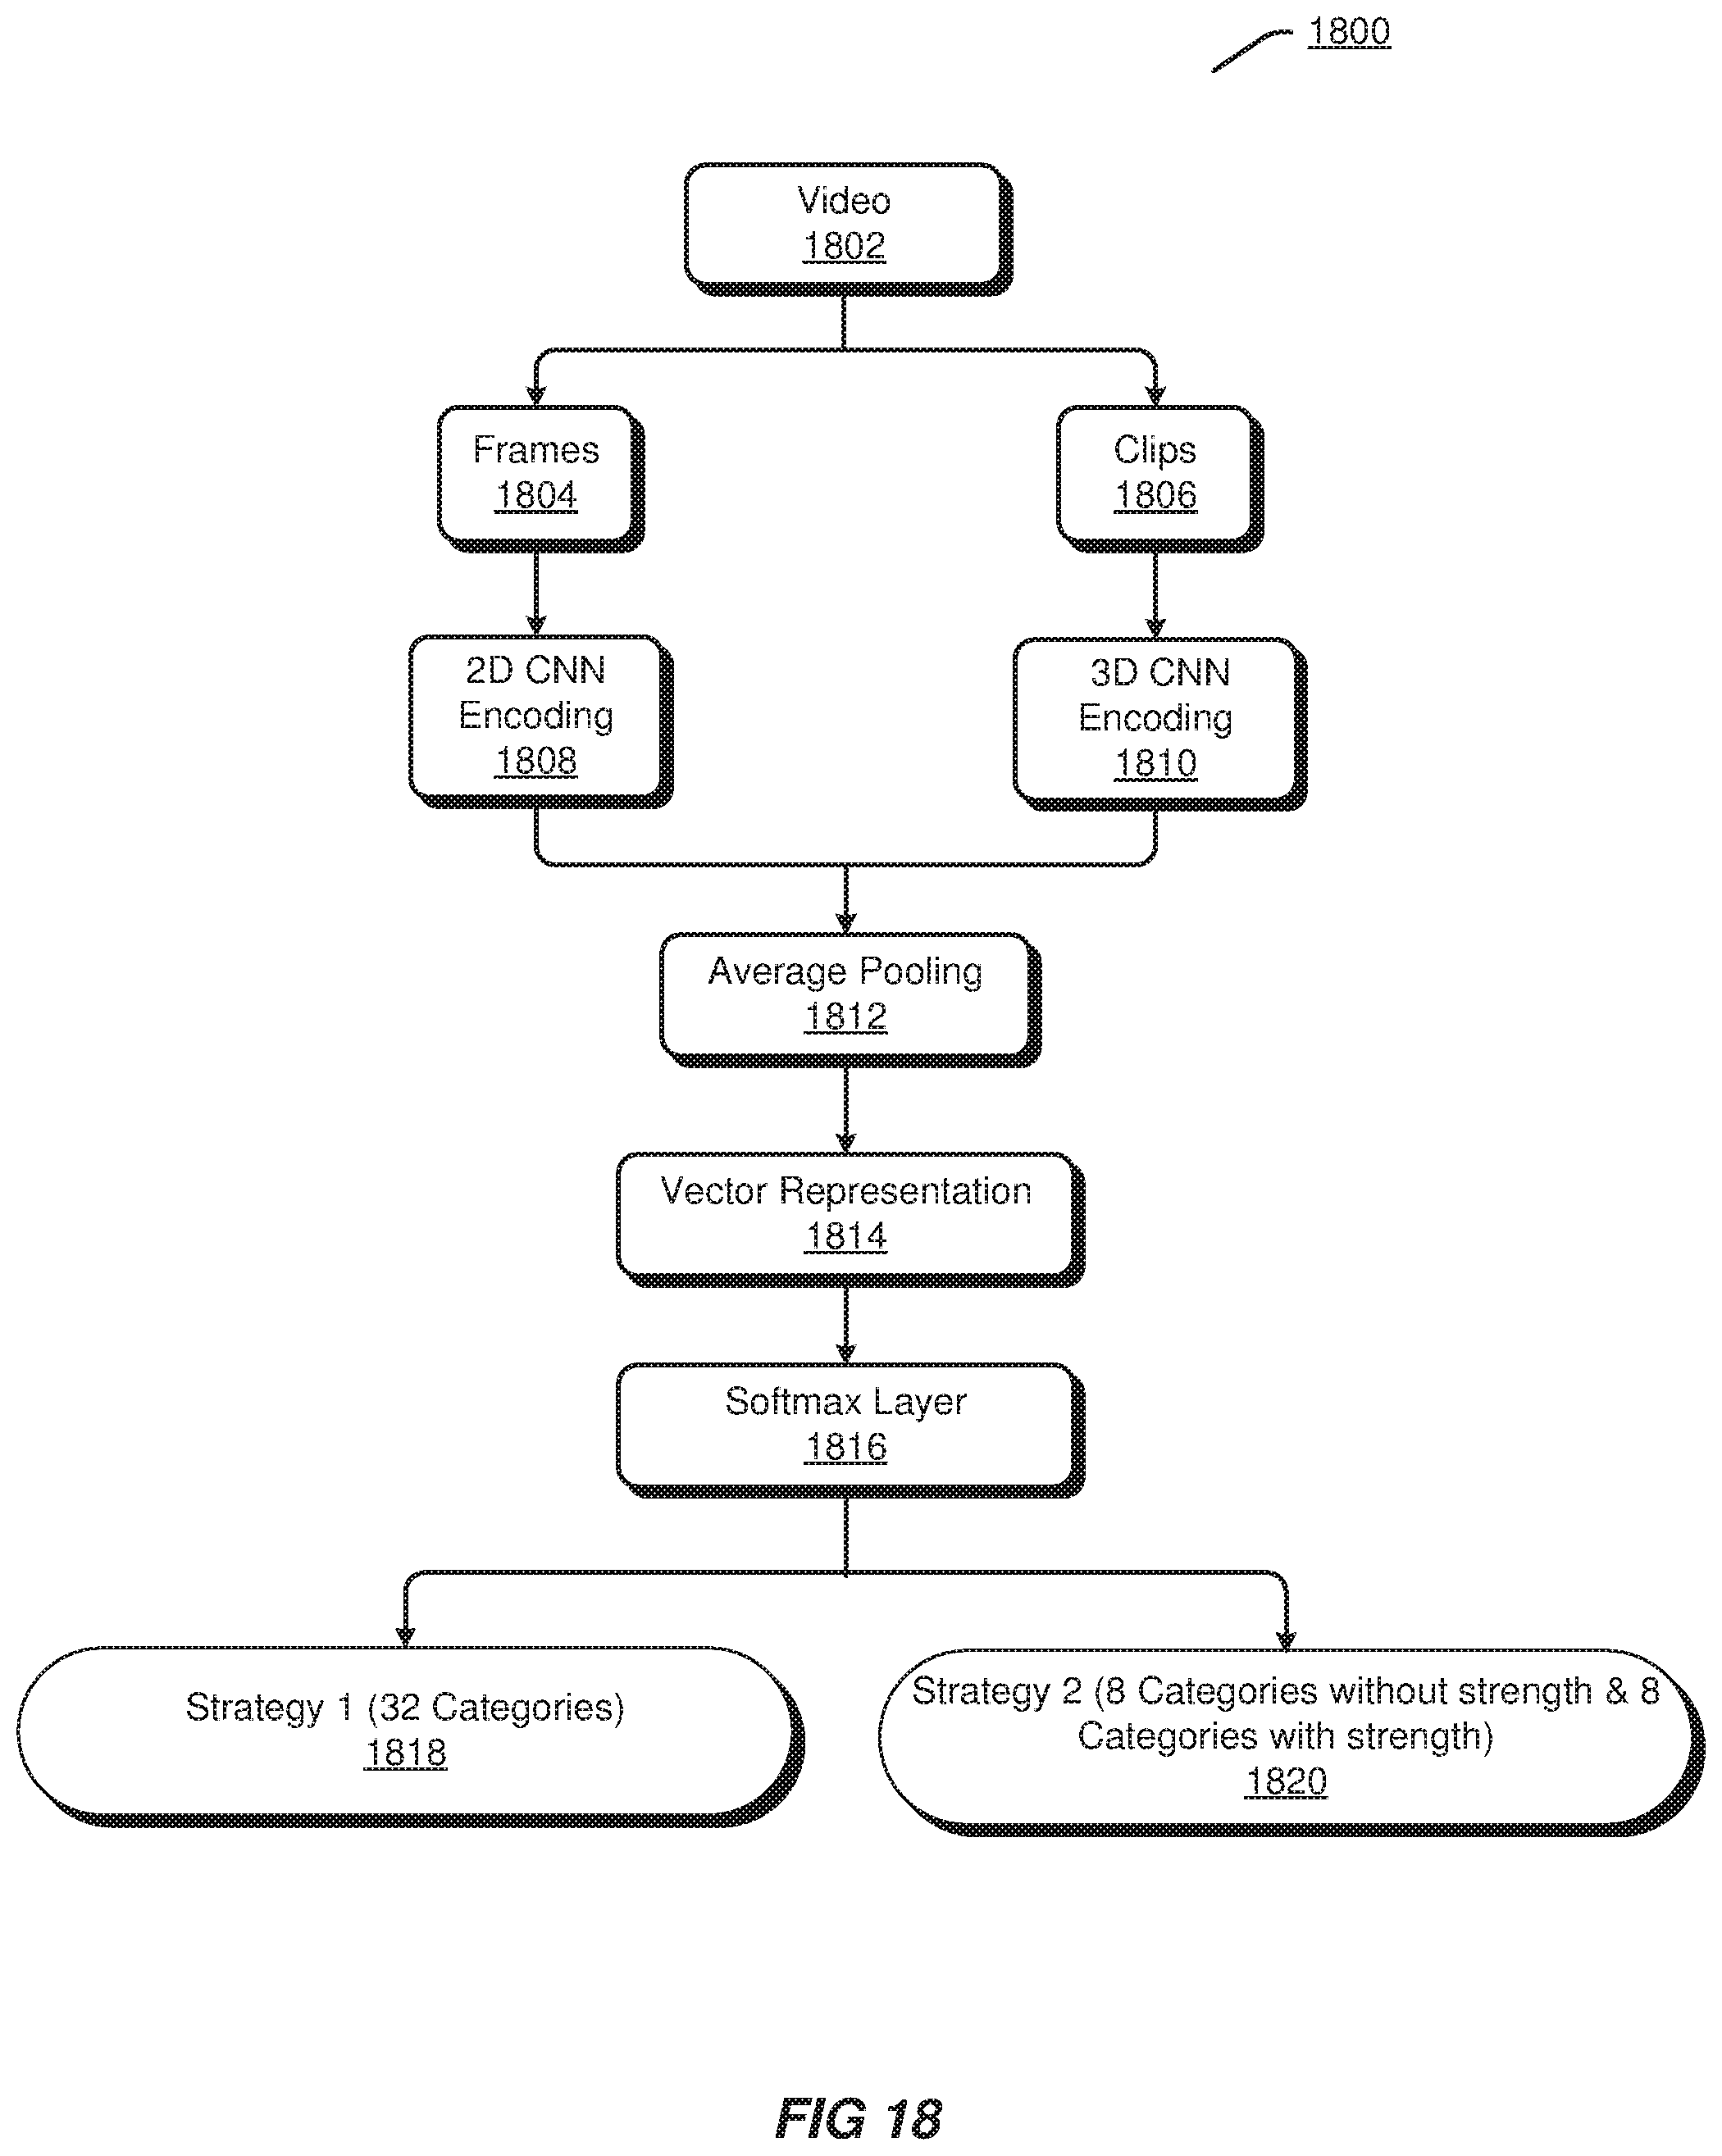 1800
Video
1802
Frames
1804
Clips
1806
2D CNN
Encoding
1808
3D CNN
Encoding
1810
Average Pooling
1812
Vector Representation
1814
Softmax Layer
1816
Strategy 1 (32 Categories)
1818
Strategy 2 (8 Categories without strength & 8
Categories with strength)
1820
FIG 18